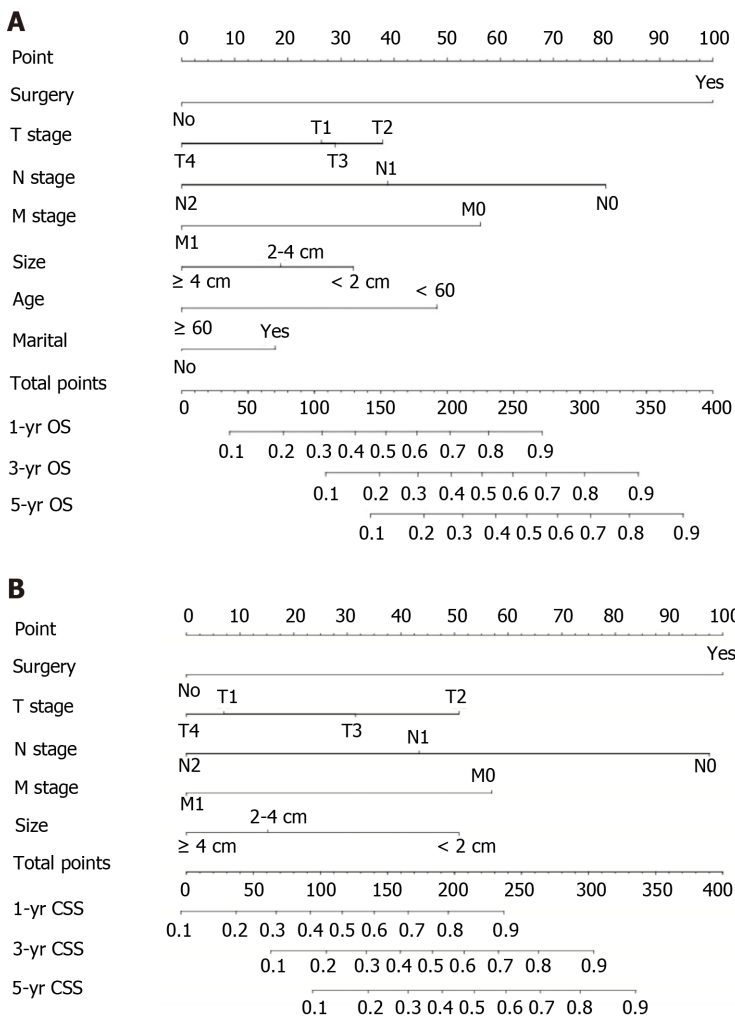 A
0 10 20 30 40 50 60 70 80 90 100
Point
Yes
Surgery
No
T1 T2
T stage
T4 T3
N1
N stage
N2 N0
M0
M stage
M1
2-4 cm
Size
≥ 4 cm < 2 cm
< 60
Age
≥ 60
Yes
Marital
No
Total points
0 50 100 150 200 250 300 350 400
1-yr OS
0.1 0.2 0.3 0.4 0.5 0.6 0.7 0.8 0.9
3-yr OS
0.1 0.2 0.3 0.4 0.5 0.6 0.7 0.8 0.9
5-yr OS
0.1 0.2 0.3 0.4 0.5 0.6 0.7 0.8 0.9
B
0 10 20 30 40 50 60 70 80 90 100
Point
Yes
Surgery
No T1 T2
T stage
T4 T3
N1
N stage
N2 N0
M0
M stage
M1
2-4 cm
Size
≥ 4 cm < 2 cm
Total points
0 50 100 150 200 250 300 350 400
1-yr CSS
0.1 0.2 0.3 0.4 0.5 0.6 0.7 0.8 0.9
3-yr CSS
0.1 0.2 0.3 0.4 0.5 0.6 0.7 0.8 0.9
5-yr CSS
0.1 0.2 0.3 0.4 0.5 0.6 0.7 0.8 0.9